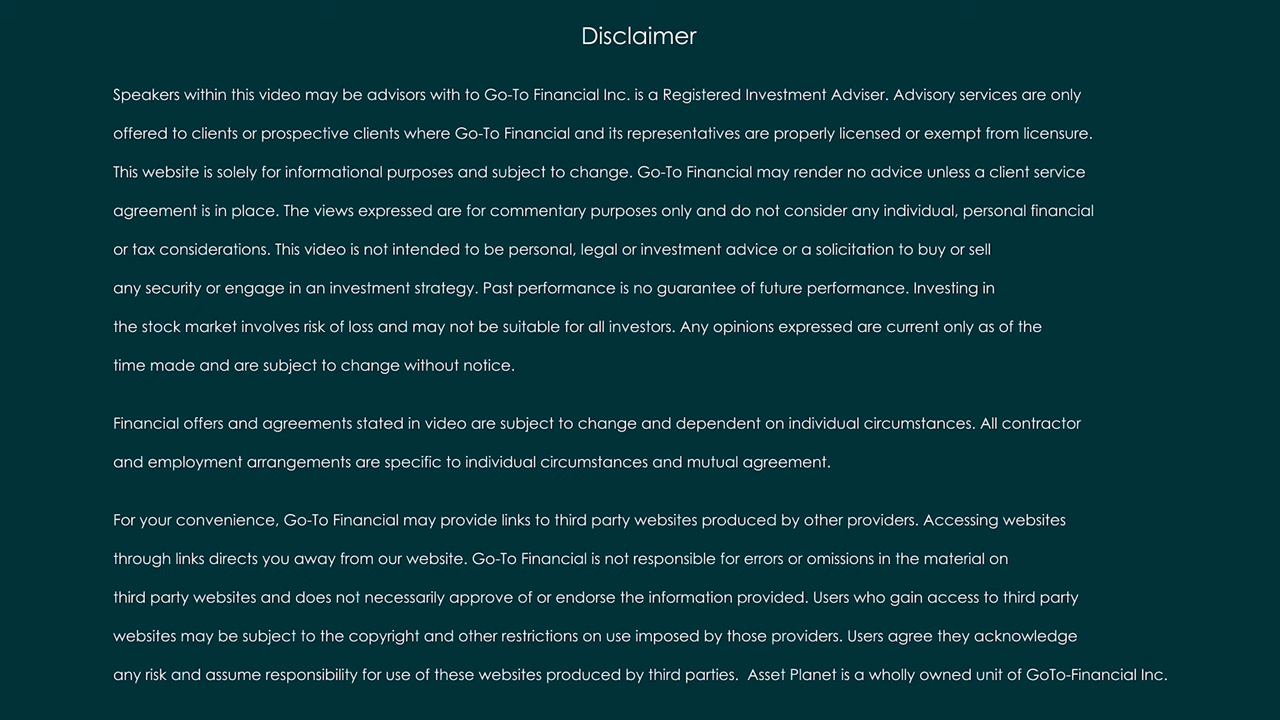 Disclaimer
Speakers within this video may be advisors with to Go-To Financial Inc. is a Registered Investment Adviser. Advisory services are only
offered to clients or prospective clients where Go-To Financial and its representatives are properly licensed or exempt from licensure.
This website is solely for informational purposes and subject to change. Go-To Financial may render no advice unless a client service
agreement is in place. The views expressed are for commentary purposes only and do not consider any individual, personal financial
or tax considerations. This video is not intended to be personal, legal or investment advice or a solicitation to buy or sell
any security or engage in an investment strategy. Past performance is no guarantee of future performance. Investing in
the stock market involves risk of loss and may not be suitable for all investors. Any opinions expressed are current only as of the
time made and are subject to change without notice.
Financial offers and agreements stated in video are subject to change and dependent on individual circumstances. All contractor
and employment arrangements are specific to individual circumstances and mutual agreement.
For your convenience, Go-To Financial may provide links to third party websites produced by other providers. Accessing websites
through links directs you away from our website. Go-To Financial is not responsible for errors or omissions in the material on
third party websites and does not necessarily approve of or endorse the information provided. Users who gain access to third party
websites may be subject to the copyright and other restrictions on use imposed by those providers. Users agree they acknowledge
any risk and assume responsibility for use of these websites produced by third parties.  Asset Planet is a wholly owned unit of GoTo-Financial Inc.